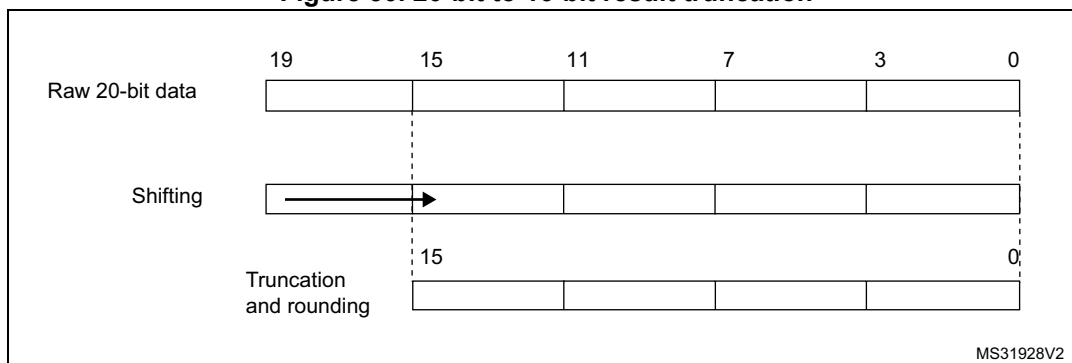 Figure 60. 20-bit to 16-bit result truncation
19 15 11 7 3 0
Raw 20-bit data
Shifting
15 0
Truncation
and rounding
MS31928V2